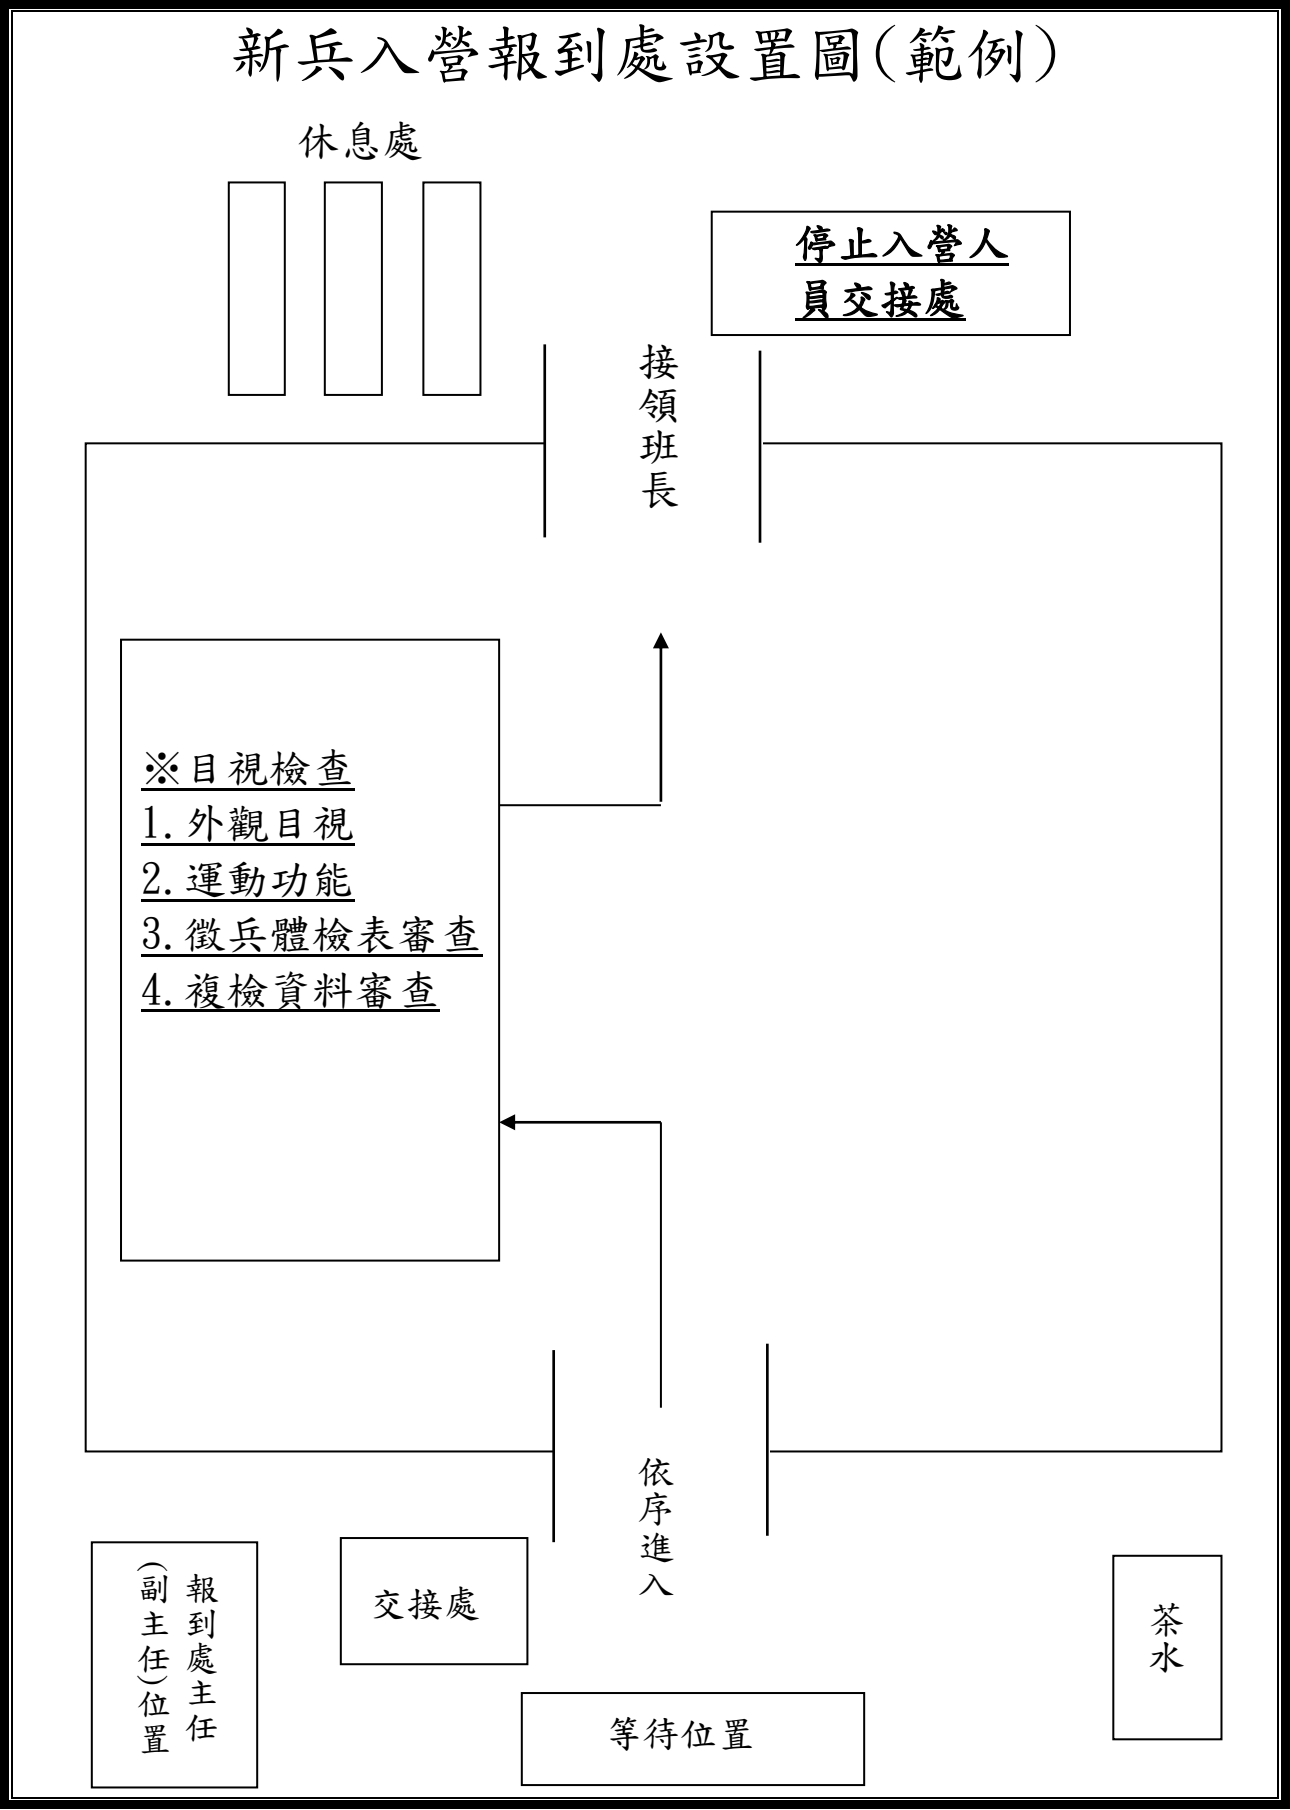 新兵入營報到處設置圖(範例)
休息處
停止入營人
員交接處
接領班長
※目視檢查
1.外觀目視
2.運動功能
3.徵兵體檢表審查
4.複檢資料審查
依序進入
報到處主任
(副主任)位置
交接處
茶水
等待位置